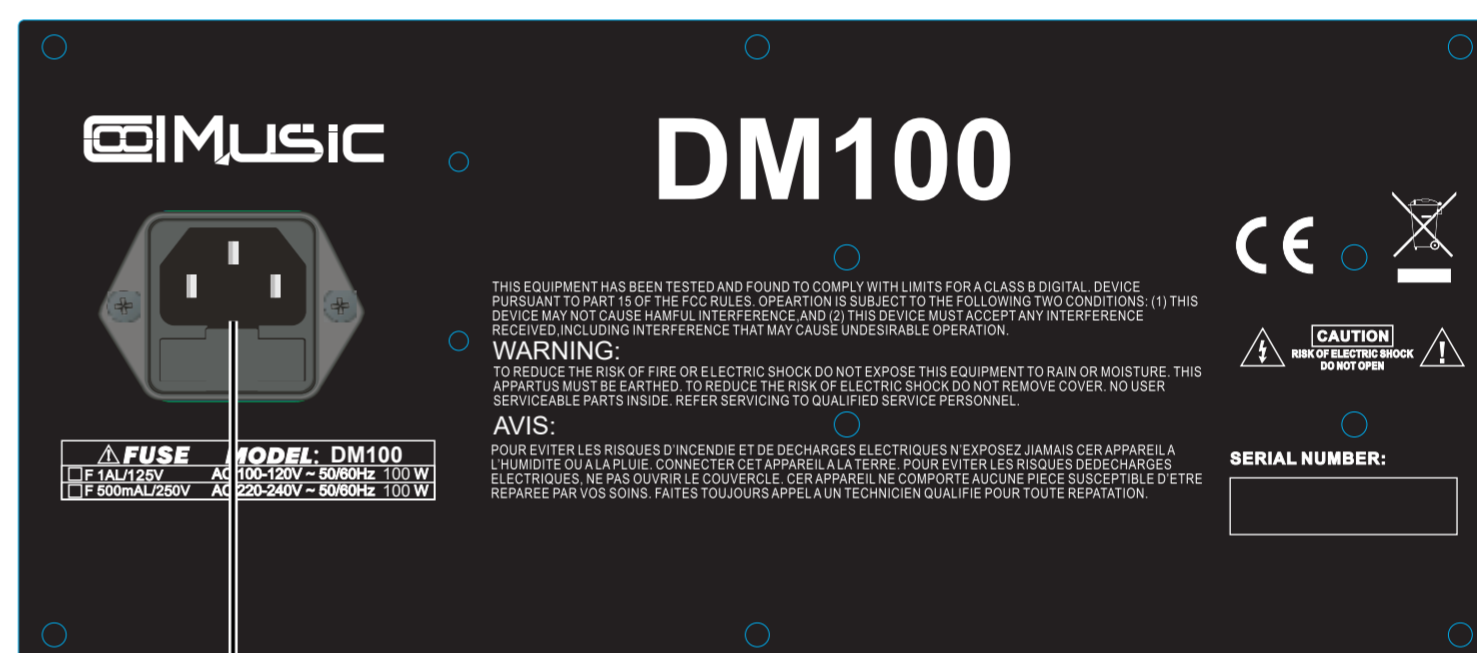 COOLMUSIC
DM100
THIS EQUIPMENT HAS BEEN TESTED AND FOUND TO COMPLY WITH LIMITS FOR A CLASS B DIGITAL. DEVICE
PURSUANT TO PART 15 OF THE FCC RULES. OPEARTION IS SUBJECT TO THE FOLLOWING TWO CONDITIONS: (1) THIS
DEVICE MAY NOT CAUSE HAMFUL INTERFERENCE,AND (2) THIS DEVICE MUST ACCEPT ANY INTERFERENCE
RECEIVED,INCLUDING INTERFERENCE THAT MAY CAUSE UNDESIRABLE OPERATION.
WARNING:
TO REDUCE THE RISK OF FIRE OR ELECTRIC SHOCK DO NOT EXPOSE THIS EQUIPMENT TO RAIN OR MOISTURE. THIS
APPARTUS MUST BE EARTHED. TO REDUCE THE RISK OF ELECTRIC SHOCK DO NOT REMOVE COVER. NO USER
SERVICEABLE PARTS INSIDE. REFER SERVICING TO QUALIFIED SERVICE PERSONNEL.
AVIS:
POUR EVITER LES RISQUES D'INCENDIE ET DE DECHARGES ELECTRIQUES N'EXPOSEZ JIAMAIS CER APPAREIL A
L'HUMIDITE OU A LA PLUIE. CONNECTER CET APPAREIL A LA TERRE. POUR EVITER LES RISQUES DEDECHARGES
ELECTRIQUES, NE PAS OUVRIR LE COUVERCLE. CER APPAREIL NE COMPORTE AUCUNE PIECE SUSCEPTIBLE D'ETRE
REPAREE PAR VOS SOINS. FAITES TOUJOURS APPEL A UN TECHNICIEN QUALIFIE POUR TOUTE REPATATION.
FUSE MODEL: DM100
F 1AL/125V AC 100-120V ~ 50/60Hz 100 W
F 500mAL/250V AC 220-240V ~ 50/60Hz 100 W
CE
CAUTION
RISK OF ELECTRIC SHOCK
DO NOT OPEN
SERIAL NUMBER: